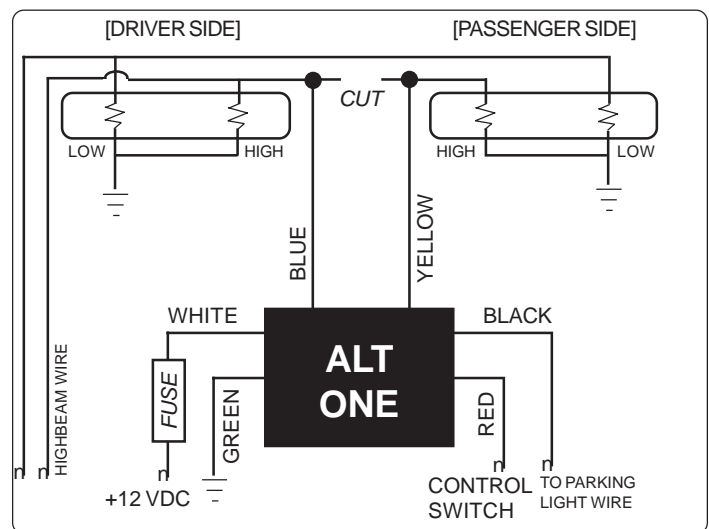 [DRIVER SIDE]
[PASSENGER SIDE]
CUT
LOW
HIGH
HIGH
LOW
BLUE
YELLOW
WHITE
BLACK
ALT
ONE
FUSE
GREEN
RED
HIGHBEAM WIRE
n
n
n
n
n
+12 VDC
CONTROL
SWITCH
TO PARKING
LIGHT WIRE